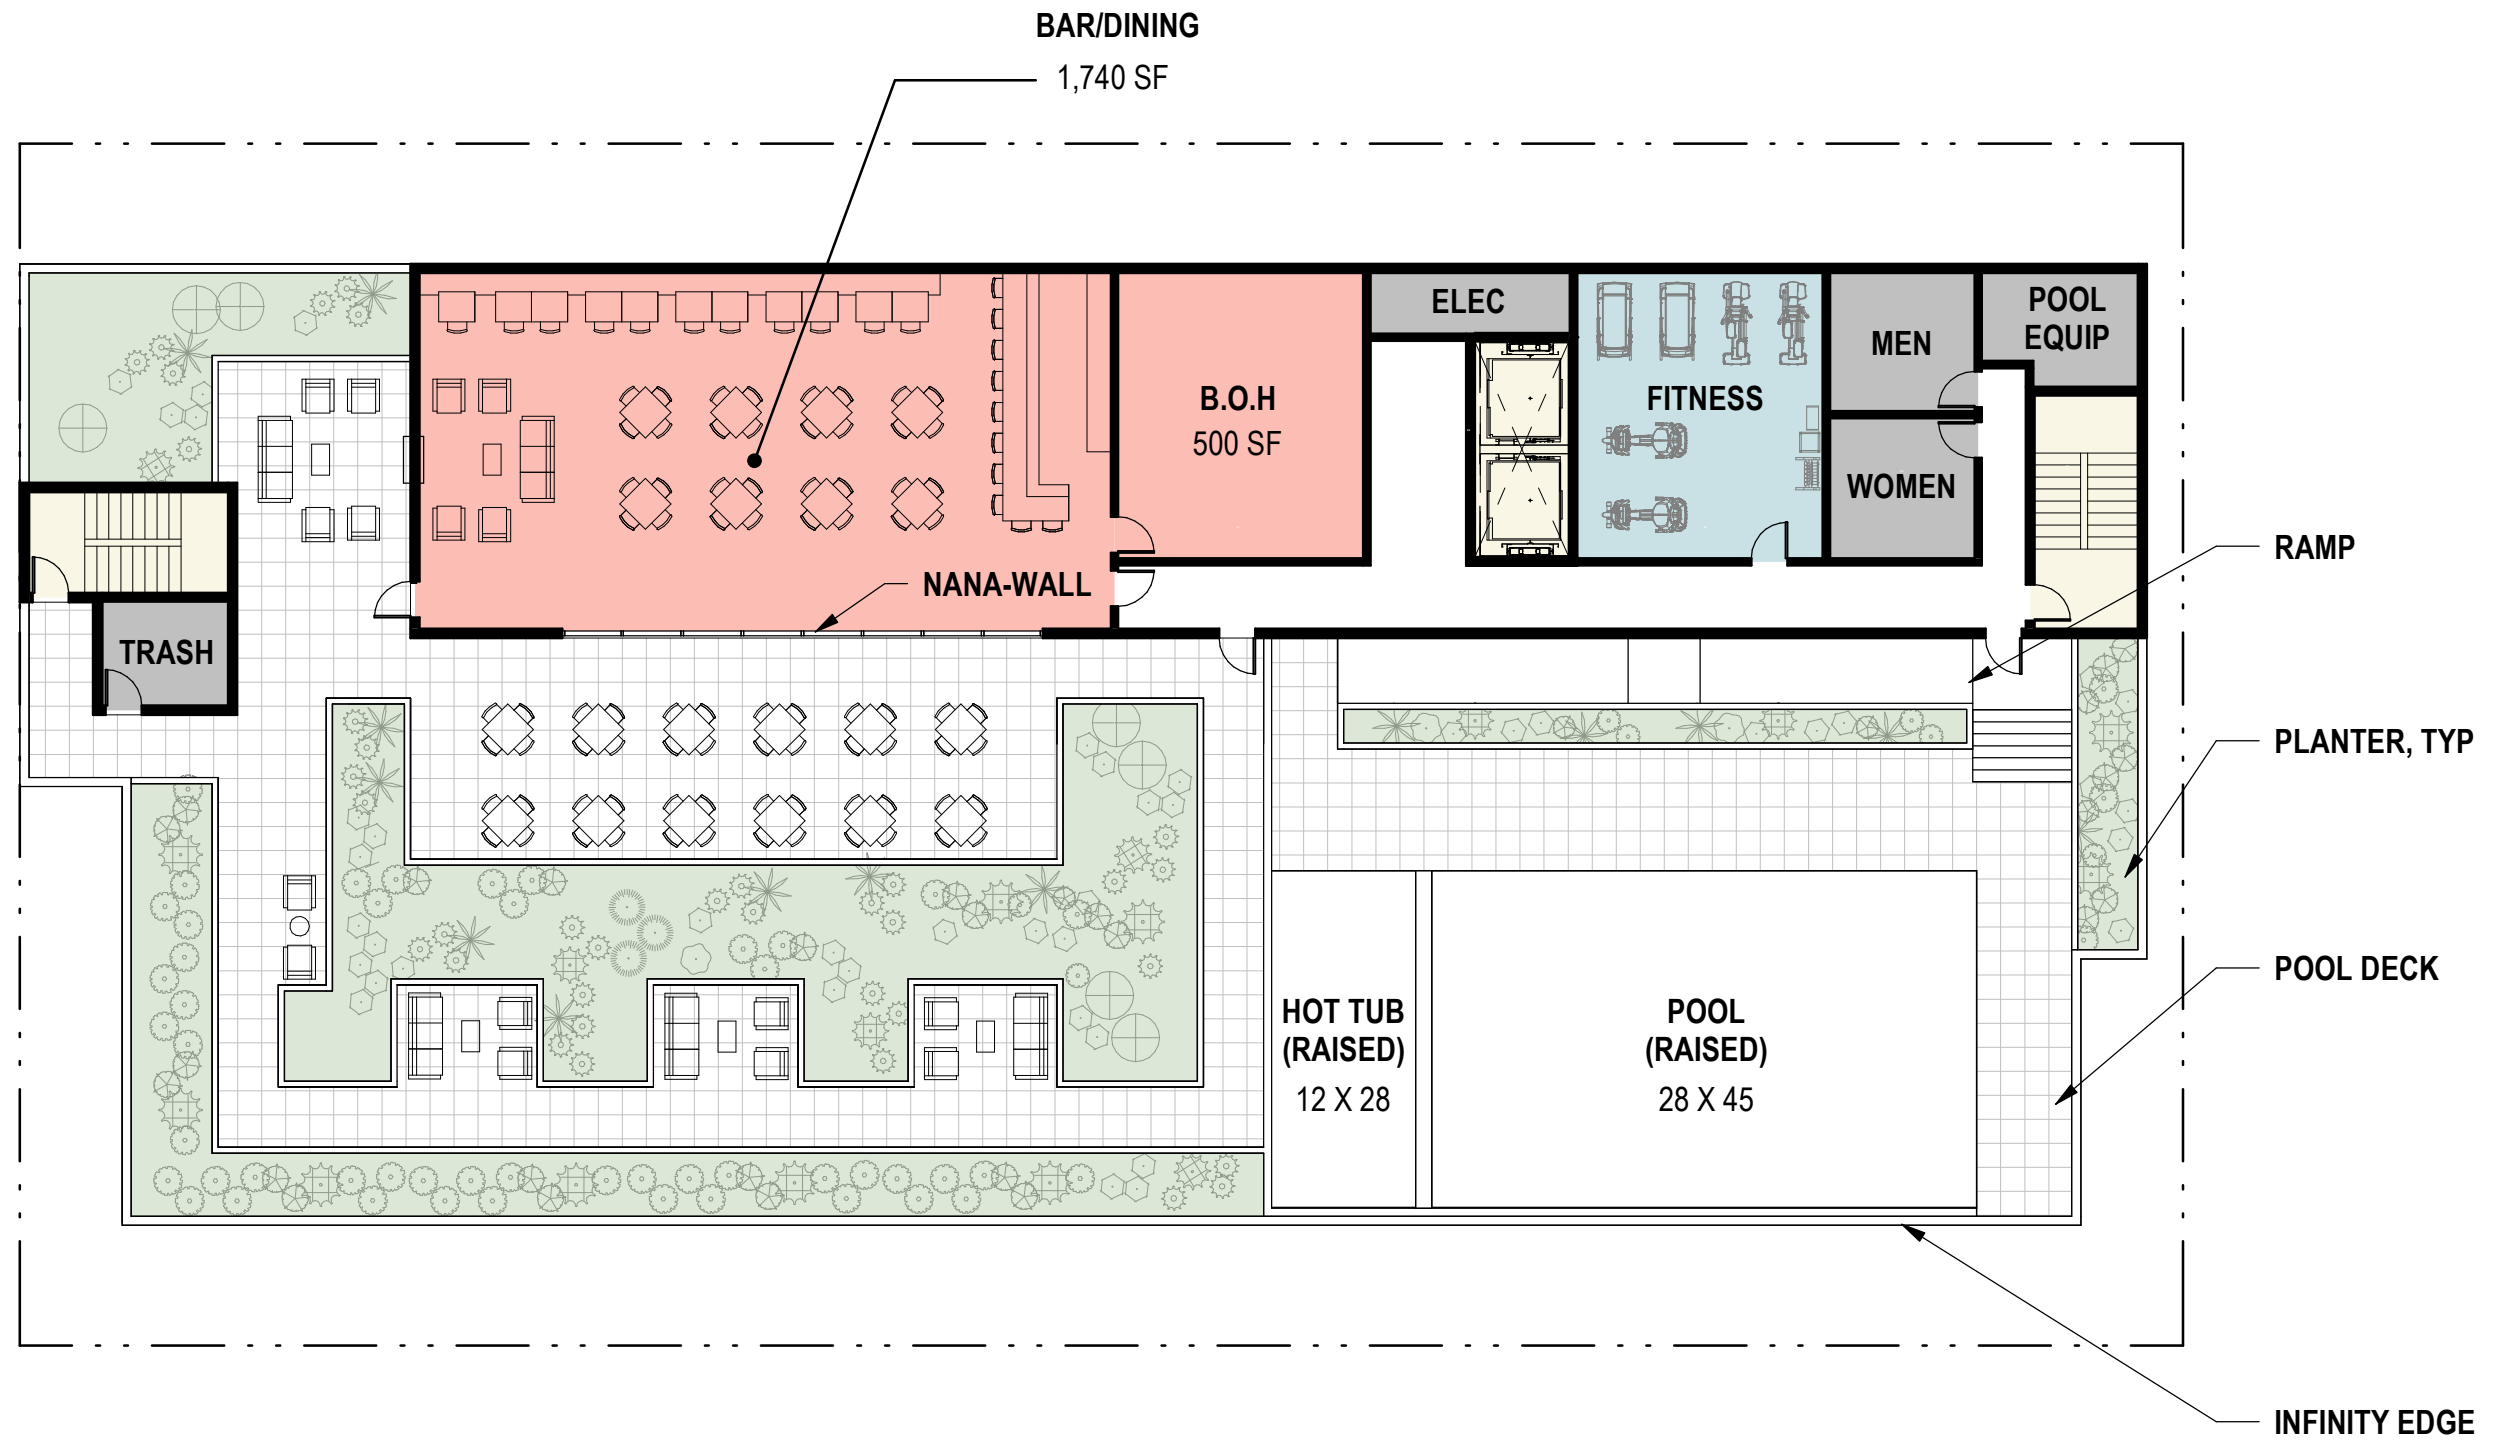 BAR/DINING
1,740 SF
ELEC
POOL
EQUIP
MEN
B.O.H
500 SF
FITNESS
WOMEN
RAMP
NANA-WALL
TRASH
PLANTER, TYP
POOL DECK
HOT TUB
(RAISED)
12 X 28
POOL
(RAISED)
28 X 45
INFINITY EDGE